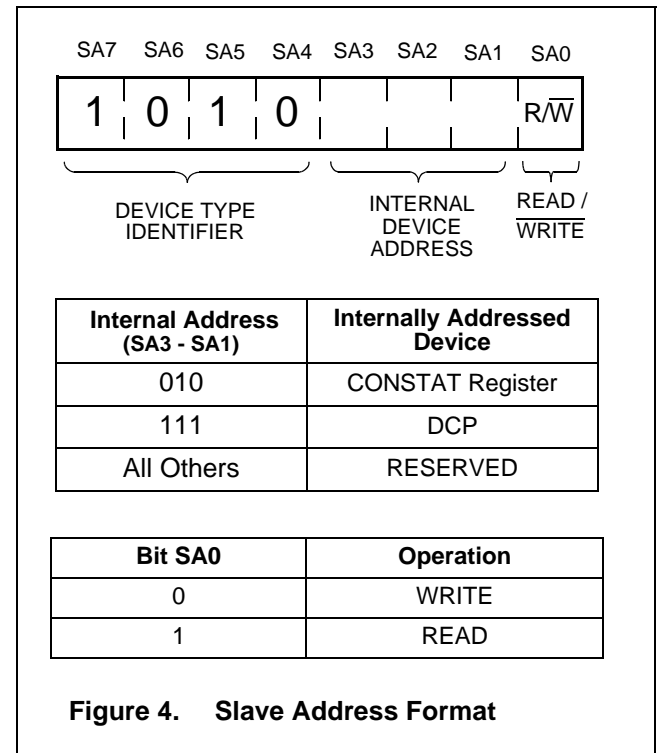 SA7 SA6 SA5 SA4 SA3 SA2 SA1 SA0
1 0 1 0 R/W̅
DEVICE TYPE
IDENTIFIER
INTERNAL
DEVICE
ADDRESS
READ /
W̅R̅I̅T̅E̅
Internal Address
(SA3 - SA1)
Internally Addressed
Device
010 CONSTAT Register
111 DCP
All Others RESERVED
Bit SA0 Operation
0 WRITE
1 READ
Figure 4. Slave Address Format